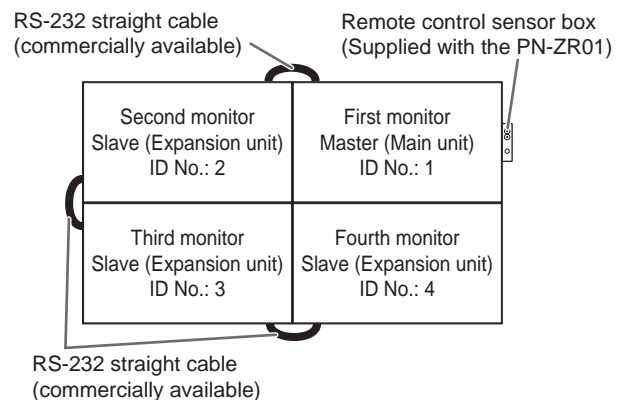 RS-232 straight cable
(commercially available)
Remote control sensor box
(Supplied with the PN-ZR01)
Second monitor
Slave (Expansion unit)
ID No.: 2
First monitor
Master (Main unit)
ID No.: 1
Third monitor
Slave (Expansion unit)
ID No.: 3
Fourth monitor
Slave (Expansion unit)
ID No.: 4
RS-232 straight cable
(commercially available)